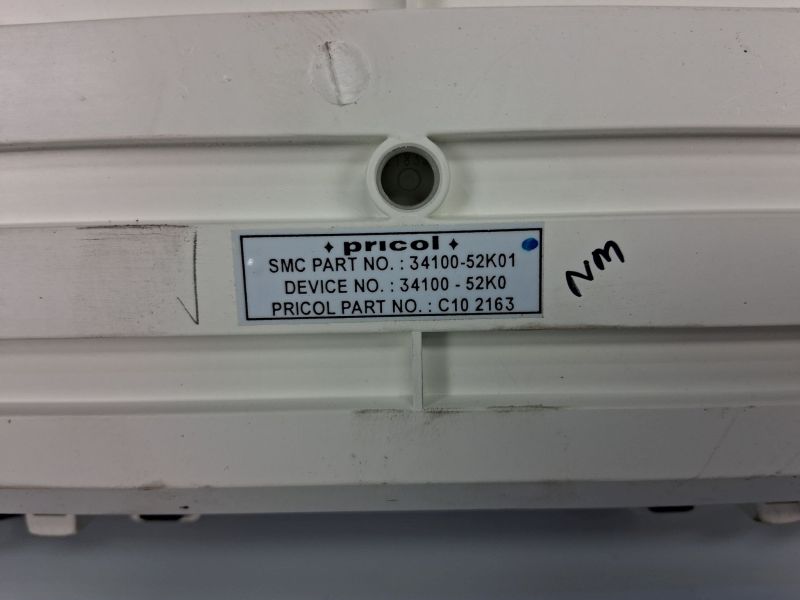 pricol
SMC PART NO. : 34100-52K01
DEVICE NO. : 34100 - 52K0
PRICOL PART NO. : C10 2163
NM